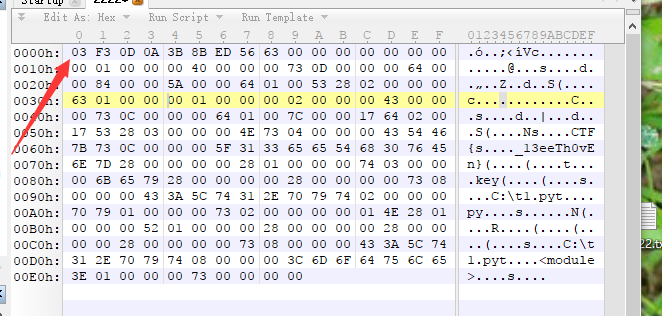 Startup 2222*
Edit As: Hex Run Script Run Template
0 1 2 3 4 5 6 7 8 9 A B C D E F 0123456789ABCDEF
0000h: 03 F3 0D 0A 3B 8B ED 56 63 00 00 00 00 00 00 00 .ó..;‹íVc.......
0010h: 00 01 00 00 00 40 00 00 00 73 0D 00 00 00 64 00 .....@...s....d.
0020h: 00 84 00 00 5A 00 00 64 01 00 53 28 02 00 00 00 .„..Z..d..S(....
0030h: 63 01 00 00 00 01 00 00 00 02 00 00 00 43 00 00 c............C..
0040h: 00 73 0C 00 00 00 64 01 00 7C 00 00 17 64 02 00 .s....d..|...d..
0050h: 17 53 28 03 00 00 00 4E 73 04 00 00 00 43 54 46 .S(....Ns....CTF
0060h: 7B 73 0C 00 00 00 5F 31 33 65 65 54 68 30 76 45 {s...._13eeTh0vE
0070h: 6E 7D 28 00 00 00 00 28 01 00 00 00 74 03 00 00 n}(....(....t...
0080h: 00 6B 65 79 28 00 00 00 00 28 00 00 00 00 73 08 .key(....(....s.
0090h: 00 00 00 43 3A 5C 74 31 2E 70 79 74 02 00 00 00 ...C:\t1.pyt....
00A0h: 70 79 01 00 00 00 73 02 00 00 00 00 01 4E 28 01 py....s......N(.
00B0h: 00 00 00 52 01 00 00 00 28 00 00 00 00 28 00 00 ...R....(....(..
00C0h: 00 00 28 00 00 00 00 73 08 00 00 00 43 3A 5C 74 ..(....s....C:\t
00D0h: 31 2E 70 79 74 08 00 00 00 3C 6D 6F 64 75 6C 65 1.pyt....<module
00E0h: 3E 01 00 00 00 73 00 00 00 00 >....s....